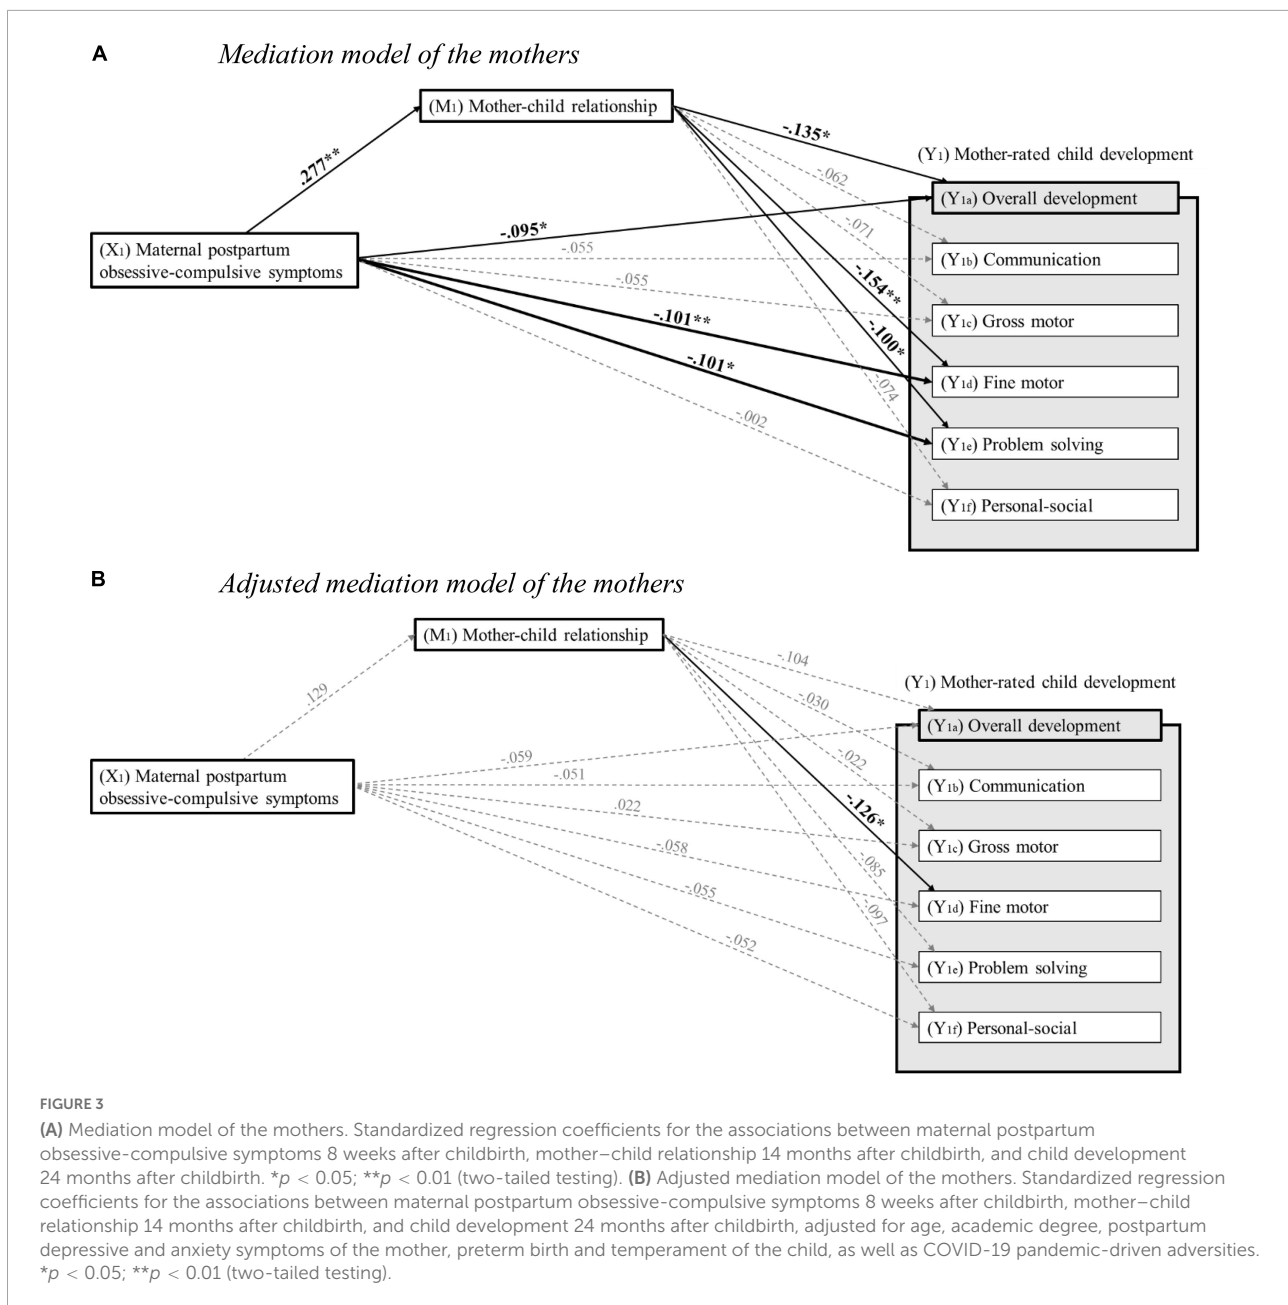 A Mediation model of the mothers
(M1) Mother-child relationship
-.135*
(Y1) Mother-rated child development
.277**
-.062
(Y1a) Overall development
-.071
-.095*
(X1) Maternal postpartum
obsessive-compulsive symptoms
-.055
(Y1b) Communication
-.055
-.154**
(Y1c) Gross motor
-.101**
-.100*
-.101*
(Y1d) Fine motor
-.074
-.002
(Y1e) Problem solving
(Y1f) Personal-social
B Adjusted mediation model of the mothers
(M1) Mother-child relationship
-.104
(Y1) Mother-rated child development
.129
-.030
(Y1a) Overall development
-.022
-.059
(X1) Maternal postpartum
obsessive-compulsive symptoms
-.051
(Y1b) Communication
.022
-.126*
(Y1c) Gross motor
-.058
-.085
-.055
(Y1d) Fine motor
-.097
-.052
(Y1e) Problem solving
(Y1f) Personal-social
FIGURE 3
(A) Mediation model of the mothers. Standardized regression coefficients for the associations between maternal postpartum
obsessive-compulsive symptoms 8 weeks after childbirth, mother–child relationship 14 months after childbirth, and child development
24 months after childbirth. *p < 0.05; **p < 0.01 (two-tailed testing). (B) Adjusted mediation model of the mothers. Standardized regression
coefficients for the associations between maternal postpartum obsessive-compulsive symptoms 8 weeks after childbirth, mother–child
relationship 14 months after childbirth, and child development 24 months after childbirth, adjusted for age, academic degree, postpartum
depressive and anxiety symptoms of the mother, preterm birth and temperament of the child, as well as COVID-19 pandemic-driven adversities.
*p < 0.05; **p < 0.01 (two-tailed testing).